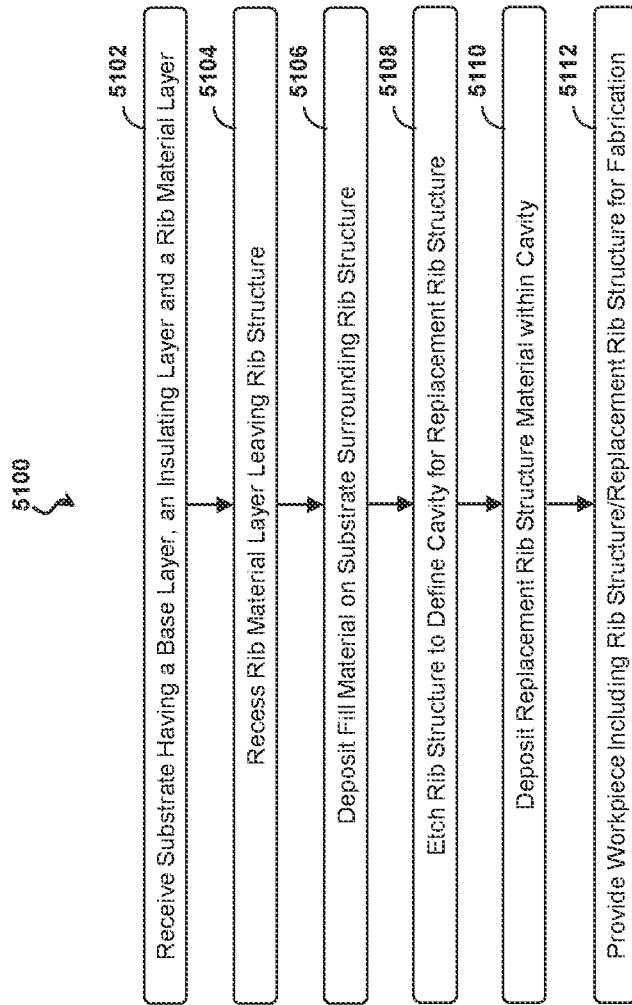 5100
5102
Receive Substrate Having a Base Layer, an Insulating Layer and a Rib Material Layer
5104
Recess Rib Material Layer Leaving Rib Structure
5106
Deposit Fill Material on Substrate Surrounding Rib Structure
5108
Etch Rib Structure to Define Cavity for Replacement Rib Structure
5110
Deposit Replacement Rib Structure Material within Cavity
5112
Provide Workpiece Including Rib Structure/Replacement Rib Structure for Fabrication